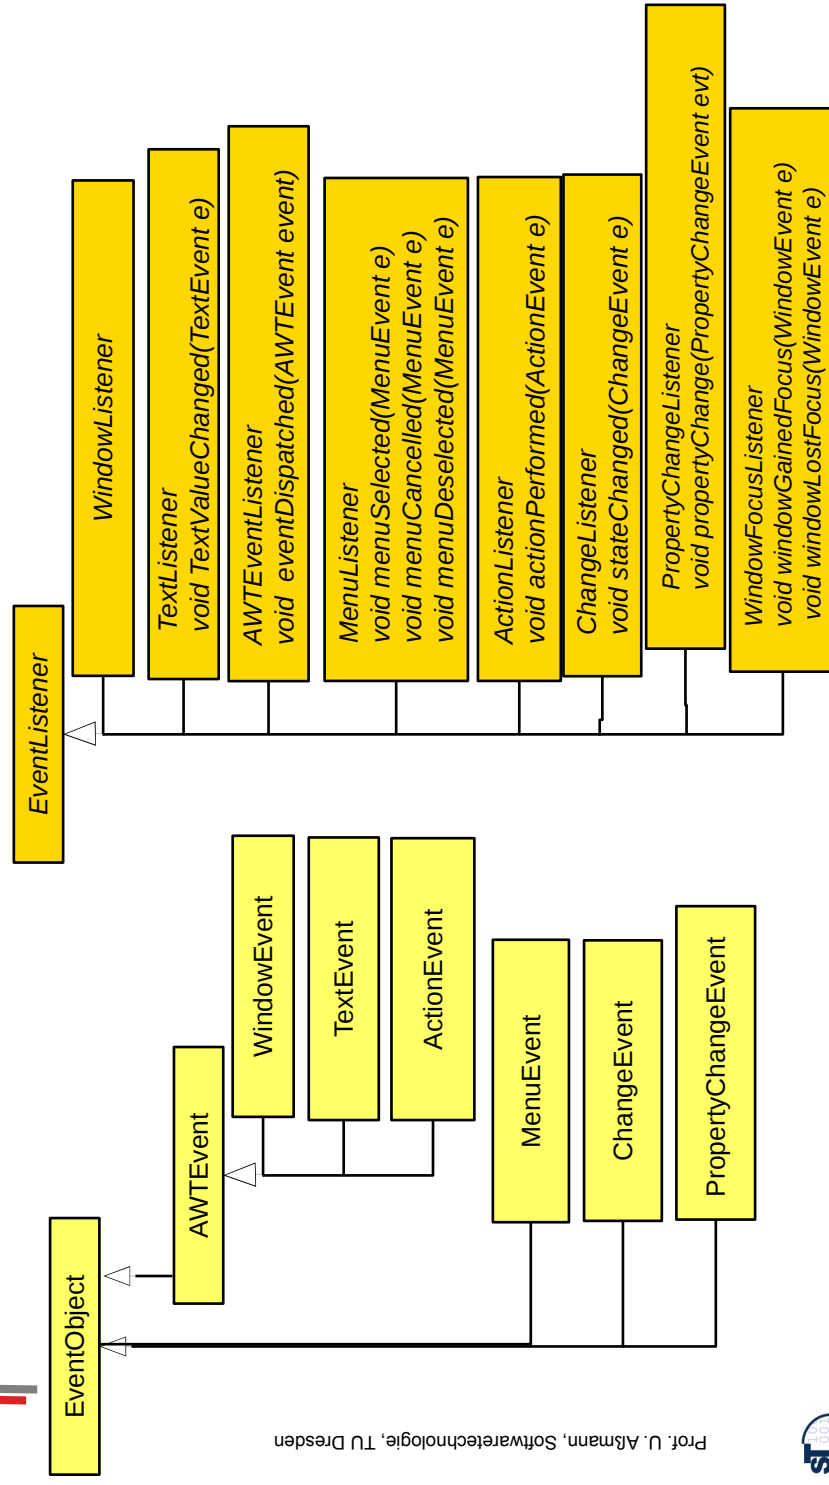 EventListener
WindowListener
TextListener
void TextValueChanged(TextEvent e)
AWTEventListener
void eventDispatched(AWTEvent event)
MenuListener
void menuSelected(MenuEvent e)
void menuCancelled(MenuEvent e)
void menuDeselected(MenuEvent e)
ActionListener
void actionPerformed(ActionEvent e)
ChangeListener
void stateChanged(ChangeEvent e)
PropertyChangeListener
void propertyChange(PropertyChangeEvent evt)
WindowFocusListener
void windowGainedFocus(WindowEvent e)
void windowLostFocus(WindowEvent e)
EventObject
AWTEvent
WindowEvent
TextEvent
ActionEvent
MenuEvent
ChangeEvent
PropertyChangeEvent
Prof. U. Aßmann, Softwaretechnologie, TU Dresden